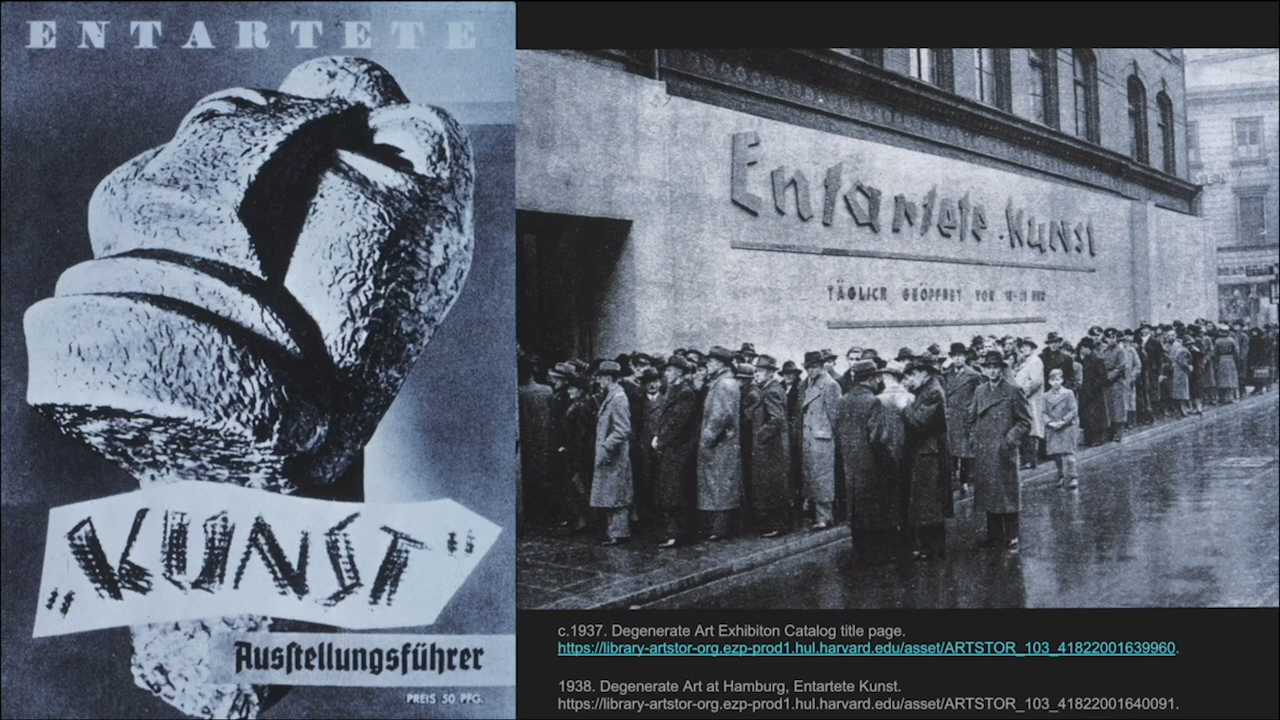 ENTARTETE
„KUNST"
Ausstellungsführer
PREIS 50 PFG.
Entartete Kunst
TÄGLICH GEÖFFNET VON UHR
c.1937. Degenerate Art Exhibiton Catalog title page.
https://library-artstor-org.ezp-prod1.hul.harvard.edu/asset/ARTSTOR_103_41822001639960.
1938. Degenerate Art at Hamburg, Entartete Kunst.
https://library-artstor-org.ezp-prod1.hul.harvard.edu/asset/ARTSTOR_103_41822001640091.